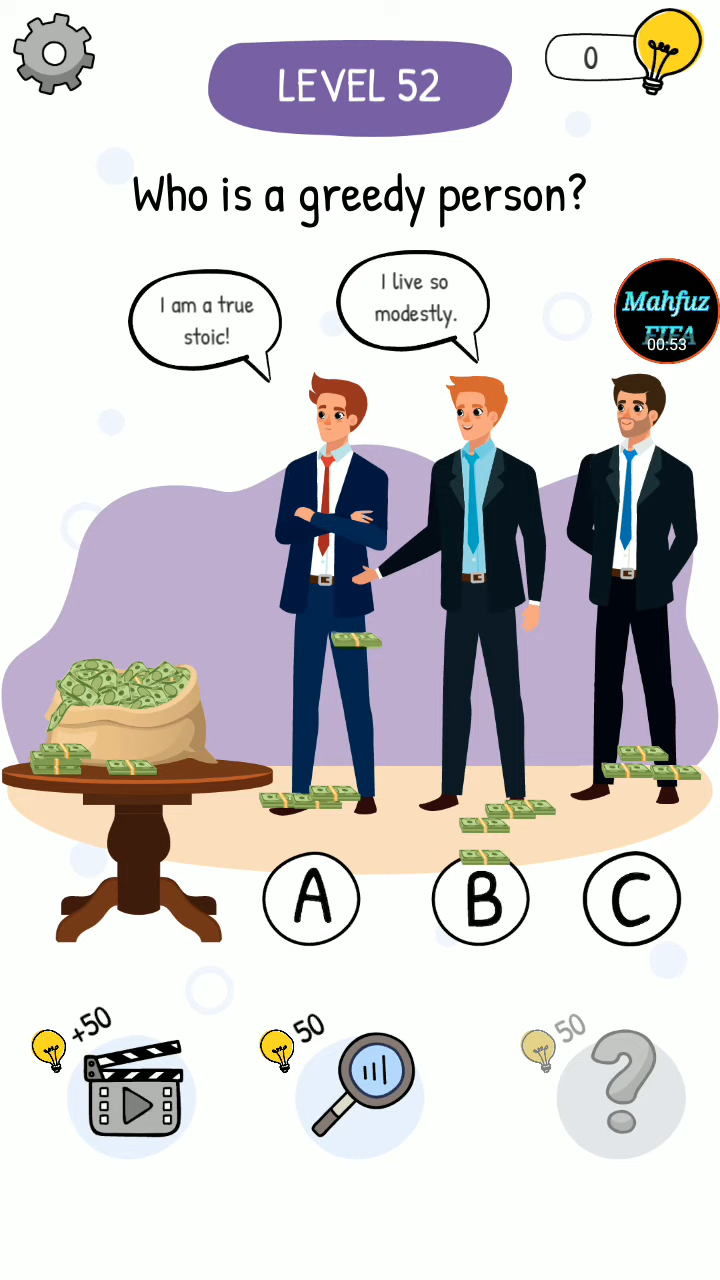 LEVEL 52
0
Who is a greedy person?
I am a true
stoic!
I live so
modestly.
Mahfuz
FIFA
00:53
A
B
C
+50
50
50
?